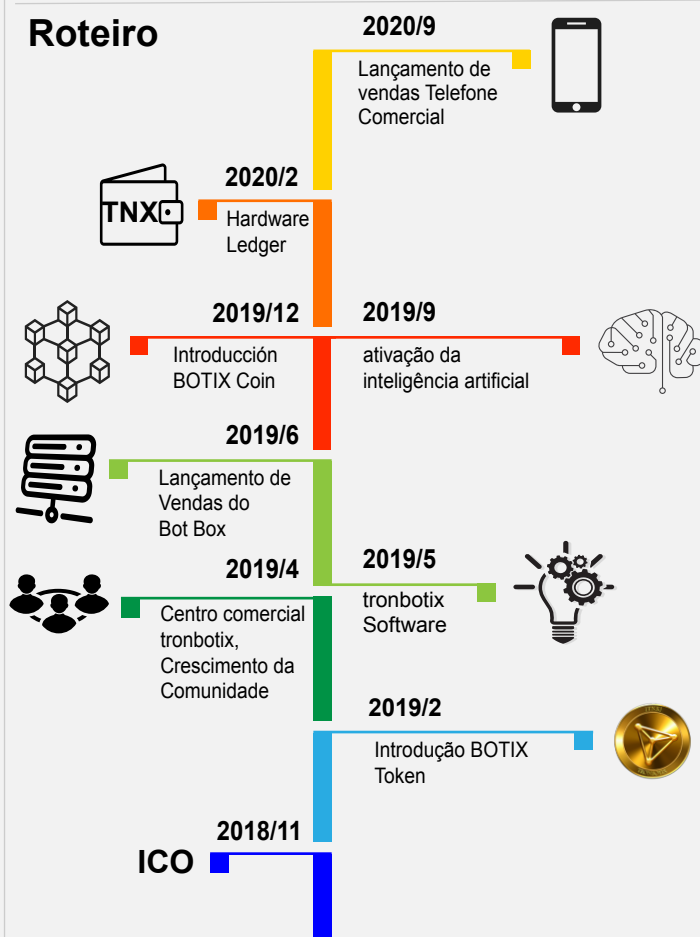 Roteiro
2020/9
Lançamento de
vendas Telefone
Comercial
2020/2
TNX
Hardware
Ledger
2019/12
Introducción
BOTIX Coin
2019/9
ativação da
inteligência artificial
2019/6
Lançamento de
Vendas do
Bot Box
2019/5
tronbotix
Software
2019/4
Centro comercial
tronbotix,
Crescimento da
Comunidade
2019/2
Introdução BOTIX
Token
2018/11
ICO